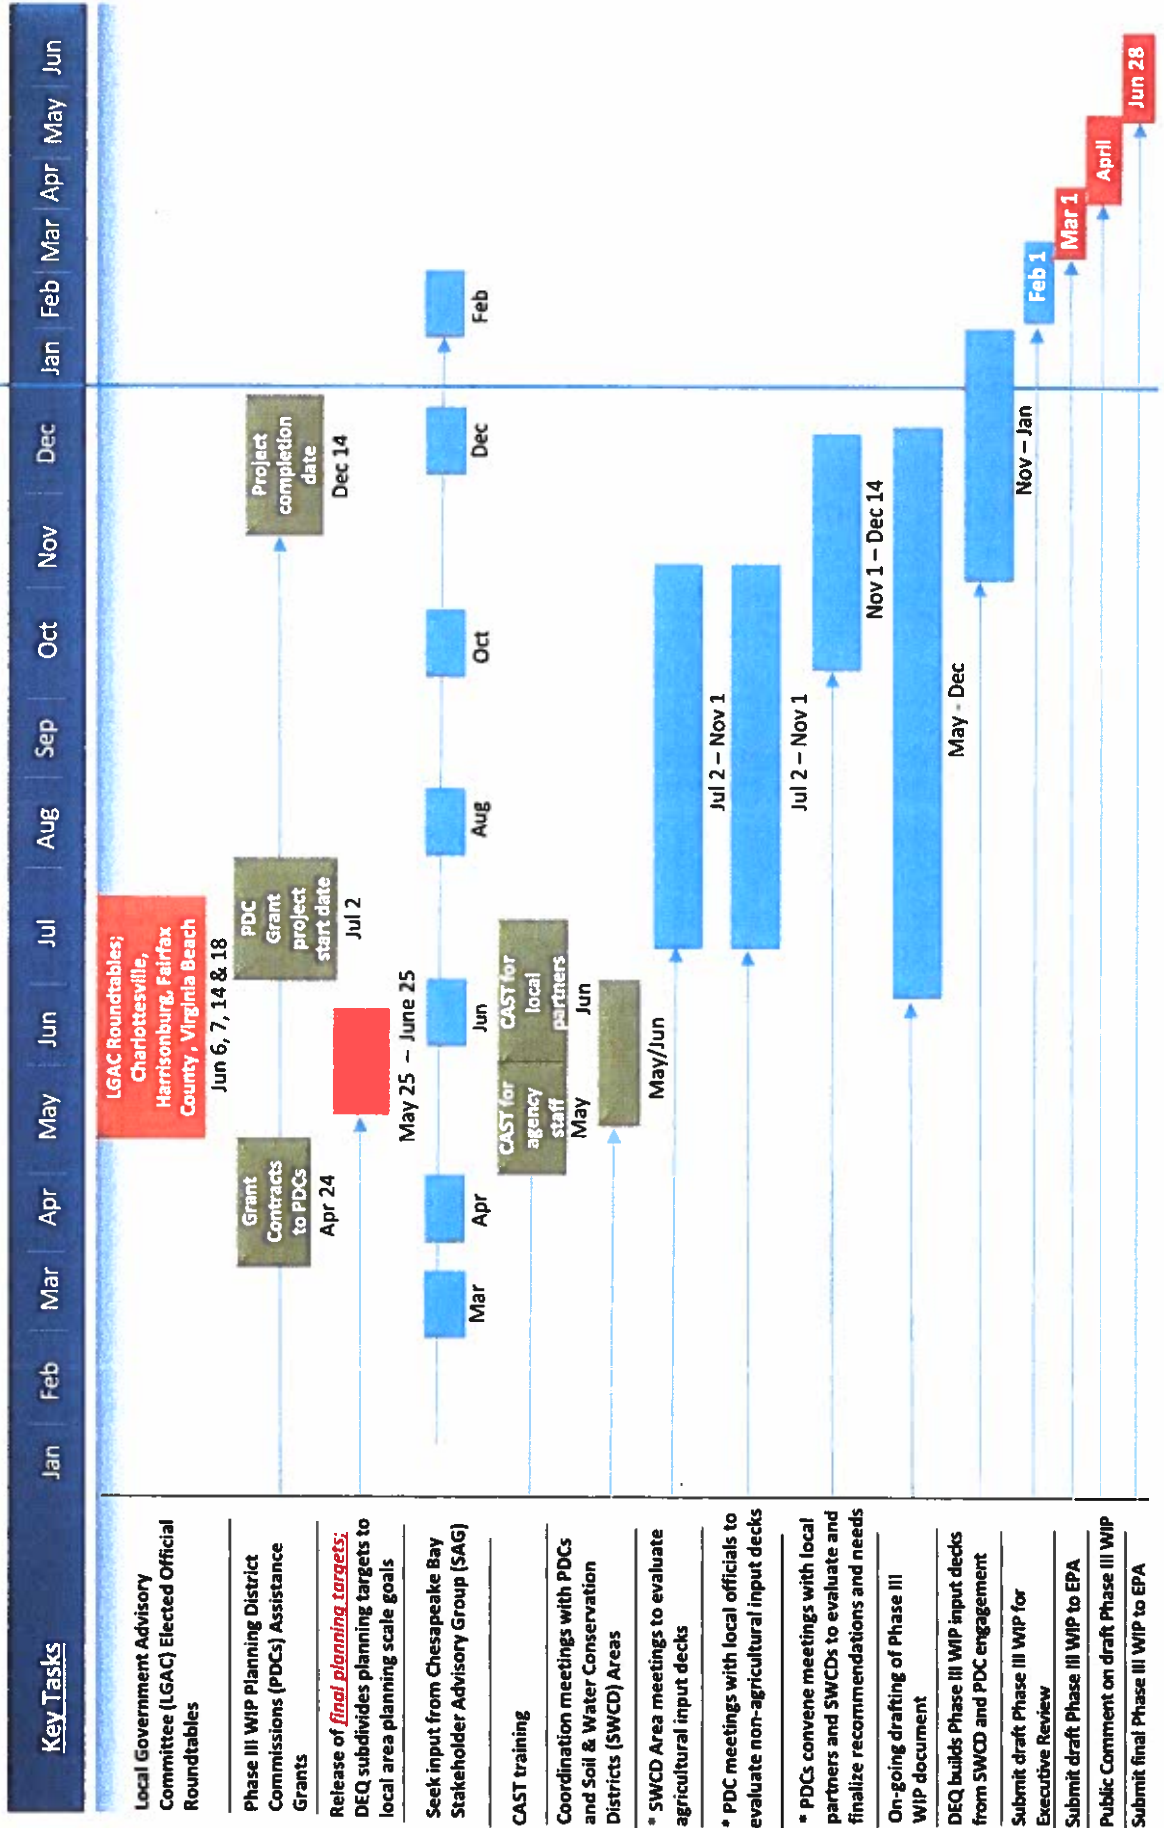 Key Tasks
Jan | Feb | Mar | Apr | May | Jun | Jul | Aug | Sep | Oct | Nov | Dec | Jan | Feb | Mar | Apr | May | Jun
Local Government Advisory
Committee (LGAC) Elected Official
Roundtables
LGAC Roundtables;
Charlottesville,
Harrisonburg, Fairfax
County, Virginia Beach
Jun 6, 7, 14 & 18
Phase III WIP Planning District
Commissions (PDCs) Assistance
Grants
Grant
Contracts
to PDCs
Apr 24
PDC
Grant
project
start date
Jul 2
Project
completion
date
Dec 14
Release of final planning targets;
DEQ subdivides planning targets to
local area planning scale goals
May 25 – June 25
Seek input from Chesapeake Bay
Stakeholder Advisory Group (SAG)
Mar
Apr
Jun
Aug
Oct
Dec
Feb
CAST training
CAST for
agency
staff
May
CAST for
local
partners
Jun
Coordination meetings with PDCs
and Soil & Water Conservation
Districts (SWCD) Areas
May/Jun
* SWCD Area meetings to evaluate
agricultural input decks
Jul 2 – Nov 1
* PDC meetings with local officials to
evaluate non-agricultural input decks
Jul 2 – Nov 1
* PDCs convene meetings with local
partners and SWCDs to evaluate and
finalize recommendations and needs
Nov 1 – Dec 14
On-going drafting of Phase III
WIP document
May - Dec
DEQ builds Phase III WIP input decks
from SWCD and PDC engagement
Nov – Jan
Submit draft Phase III WIP for
Executive Review
Feb 1
Submit draft Phase III WIP to EPA
Mar 1
Public Comment on draft Phase III WIP
April
Submit final Phase III WIP to EPA
Jun 28